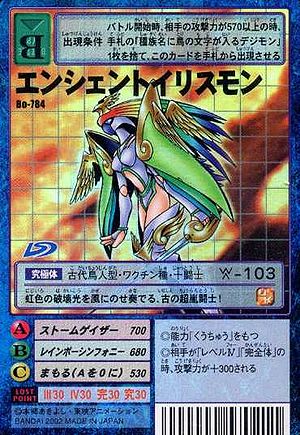 出現条件
バトル開始時、相手の攻撃力が570以上の時、
手札の「種族名に鳥の文字が入るデジモン」
1枚を捨て、このカードを手札から出現させる
エンシェントイリスモン
Bo-784
究極体
古代鳥人型・ワクチン種・十闘士
W-103
虹色の破壊光を風にのせ奏でる、古の超嵐闘士!
A ストームゲイザー 700
B レインボーシンフォニー 680
C まもる(Aを0に) 530
◎能力「くうちゅう」をもつ
◎相手が「レベルⅣ」「完全体」の
時、攻撃力が+300される
LOST POINT
Ⅲ30 Ⅳ30 完30 究30
©本郷あきよし・東映アニメーション
BANDAI 2002 MADE IN JAPAN